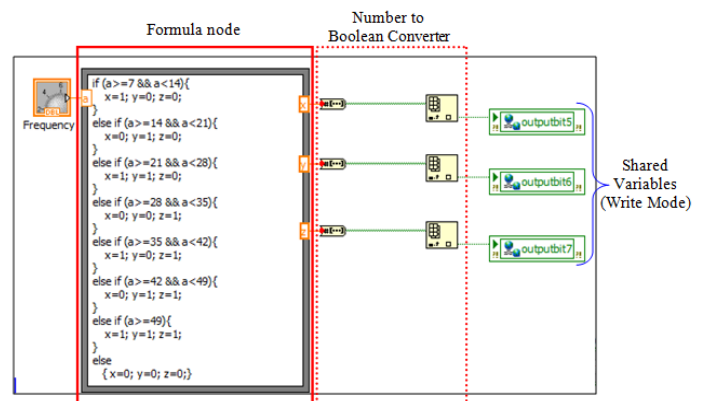 Formula node
Number to
Boolean Converter
Frequency
a
if (a>=7 && a<14){
x=1; y=0; z=0;
}
else if (a>=14 && a<21){
x=0; y=1; z=0;
}
else if (a>=21 && a<28){
x=1; y=1; z=0;
}
else if (a>=28 && a<35){
x=0; y=0; z=1;
}
else if (a>=35 && a<42){
x=1; y=0; z=1;
}
else if (a>=42 && a<49){
x=0; y=1; z=1;
}
else if (a>=49){
x=1; y=1; z=1;
}
else
{ x=0; y=0; z=0;}
x
y
z
outputbit5
outputbit6
outputbit7
Shared
Variables
(Write Mode)